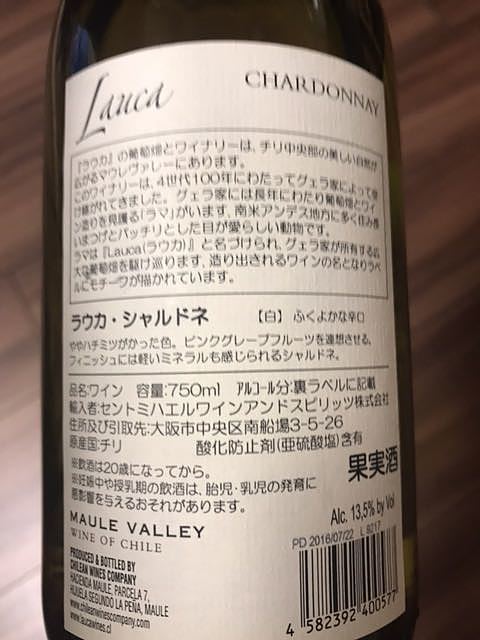 Lauca
CHARDONNAY
『ラウカ』の葡萄畑とワイナリーは、チリ中央部の美しい自然が
広がるマウレヴァレーにあります。
このワイナリーは、4世代100年にわたってゲラ家によって受
け継がれてきました。ゲラ家には長年にわたり葡萄畑とワイ
ン造りを見護る「ラマ」がいます。南米アンデス地方に多く住み長
いまつげとパッチリとした目が愛らしい動物です。
ラマは『Lauca(ラウカ)』と名づけられ、ゲラ家が所有する広
大な葡萄畑を駆け巡ります。造り出されるワインの名となりラベ
ルにモチーフが描かれています。
ラウカ・シャルドネ 【白】 ふくよかな辛口
ややハチミツがかった色。ピンクグレープフルーツを連想させる、
フィニッシュには軽いミネラルも感じられるシャルドネ。
品名:ワイン 容量:750ml アルコール分:裏ラベルに記載
輸入者:セントミハエルワインアンドスピリッツ株式会社
住所及び引取先:大阪市中央区南船場3-5-26
原産国:チリ 酸化防止剤(亜硫酸塩)含有
※飲酒は20歳になってから。
果実酒
※妊娠中や授乳期の飲酒は、胎児・乳児の発育に
悪影響を与えるおそれがあります。
Alc. 13,5% by Vol
MAULE VALLEY
WINE OF CHILE
PD 2016/07/22 L 9217
PRODUCED & BOTTLED BY
CHILEAN WINES COMPANY
HACIENDA MAULE, PARCELA 7,
HIJUELA SEGUNDO LA PEÑA, MAULE
www.chileanwinescompany.com
www.laucawines.cl
4 582392 400577